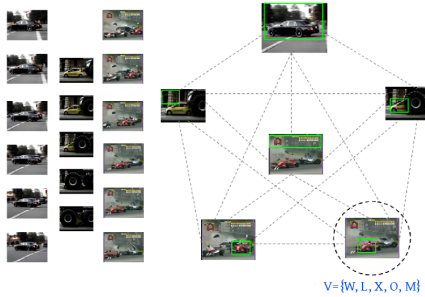 V={W, L, X, O, M}